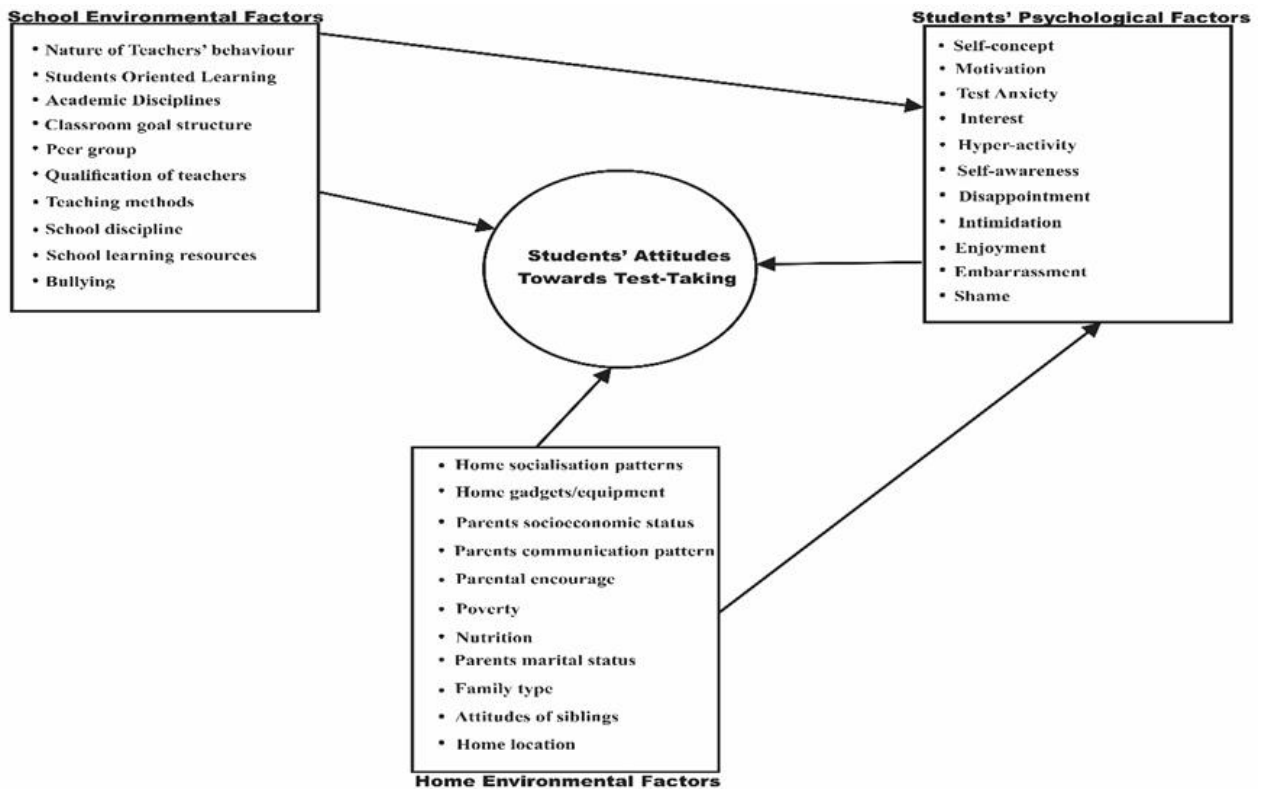 School Environmental Factors
• Nature of Teachers' behaviour
• Students Oriented Learning
• Academic Disciplines
• Classroom goal structure
• Peer group
• Qualification of teachers
• Teaching methods
• School discipline
• School learning resources
• Bullying
Students' Psychological Factors
• Self-concept
• Motivation
• Test Anxiety
• Interest
• Hyper-activity
• Self-awareness
• Disappointment
• Intimidation
• Enjoyment
• Embarrassment
• Shame
Students' Attitudes
Towards Test-Taking
• Home socialisation patterns
• Home gadgets/equipment
• Parents socioeconomic status
• Parents communication pattern
• Parental encourage
• Poverty
• Nutrition
• Parents marital status
• Family type
• Attitudes of siblings
• Home location
Home Environmental Factors